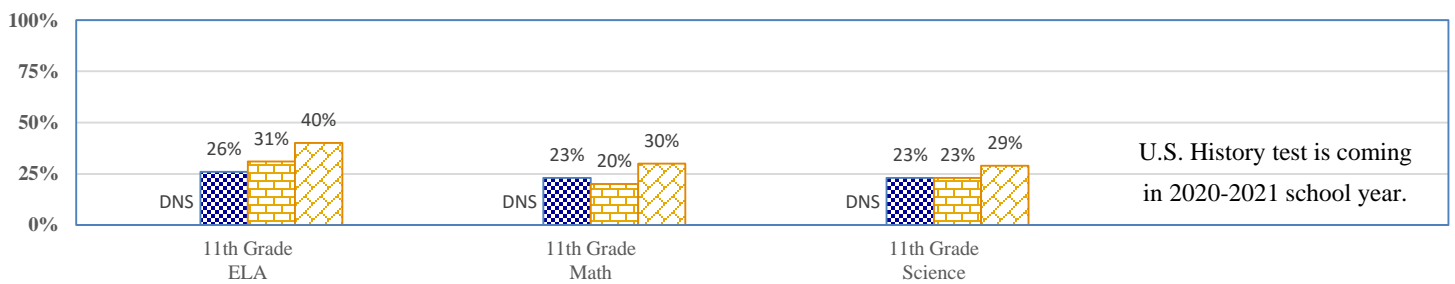 100%
75%
50%
25%
0%
DNS 26% 31% 40%
DNS 23% 20% 30%
DNS 23% 23% 29%
U.S. History test is coming
in 2020-2021 school year.
11th Grade
ELA
11th Grade
Math
11th Grade
Science